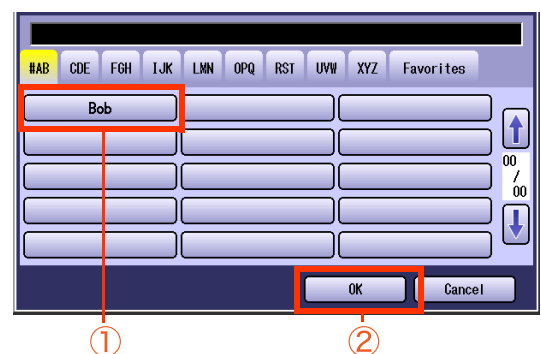 #AB CDE FGH IJK LMN OPQ RST UVW XYZ Favorites
Bob
00
/
00
OK Cancel
① ②